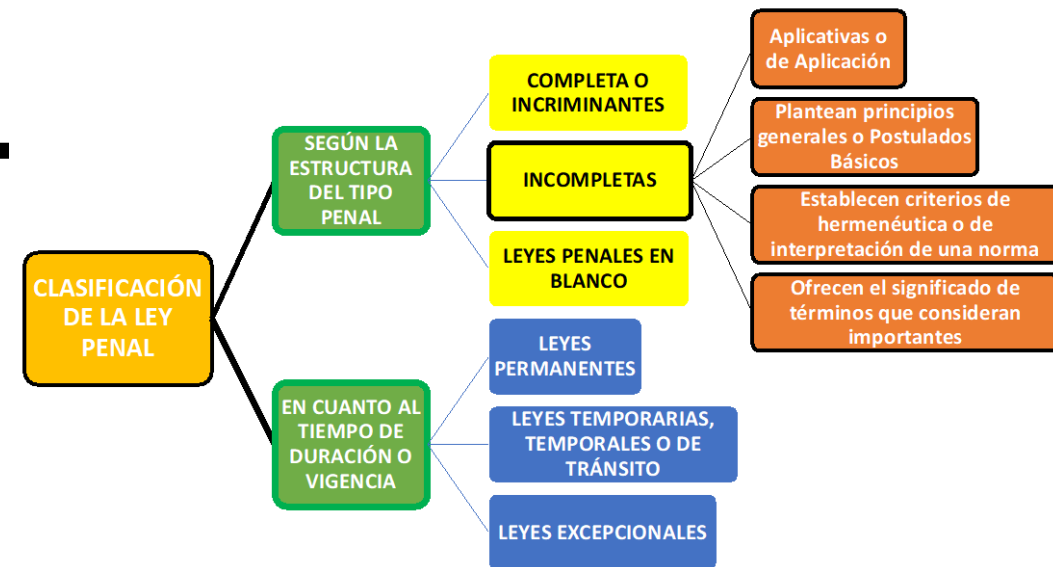 CLASIFICACIÓN
DE LA LEY
PENAL
SEGÚN LA
ESTRUCTURA
DEL TIPO
PENAL
COMPLETA O
INCRIMINANTES
INCOMPLETAS
Aplicativas o
de Aplicación
Plantean principios
generales o Postulados
Básicos
Establecen criterios de
hermenéutica o de
interpretación de una norma
Ofrecen el significado de
términos que consideran
importantes
LEYES PENALES EN
BLANCO
EN CUANTO AL
TIEMPO DE
DURACIÓN O
VIGENCIA
LEYES
PERMANENTES
LEYES TEMPORARIAS,
TEMPORALES O DE
TRÁNSITO
LEYES EXCEPCIONALES